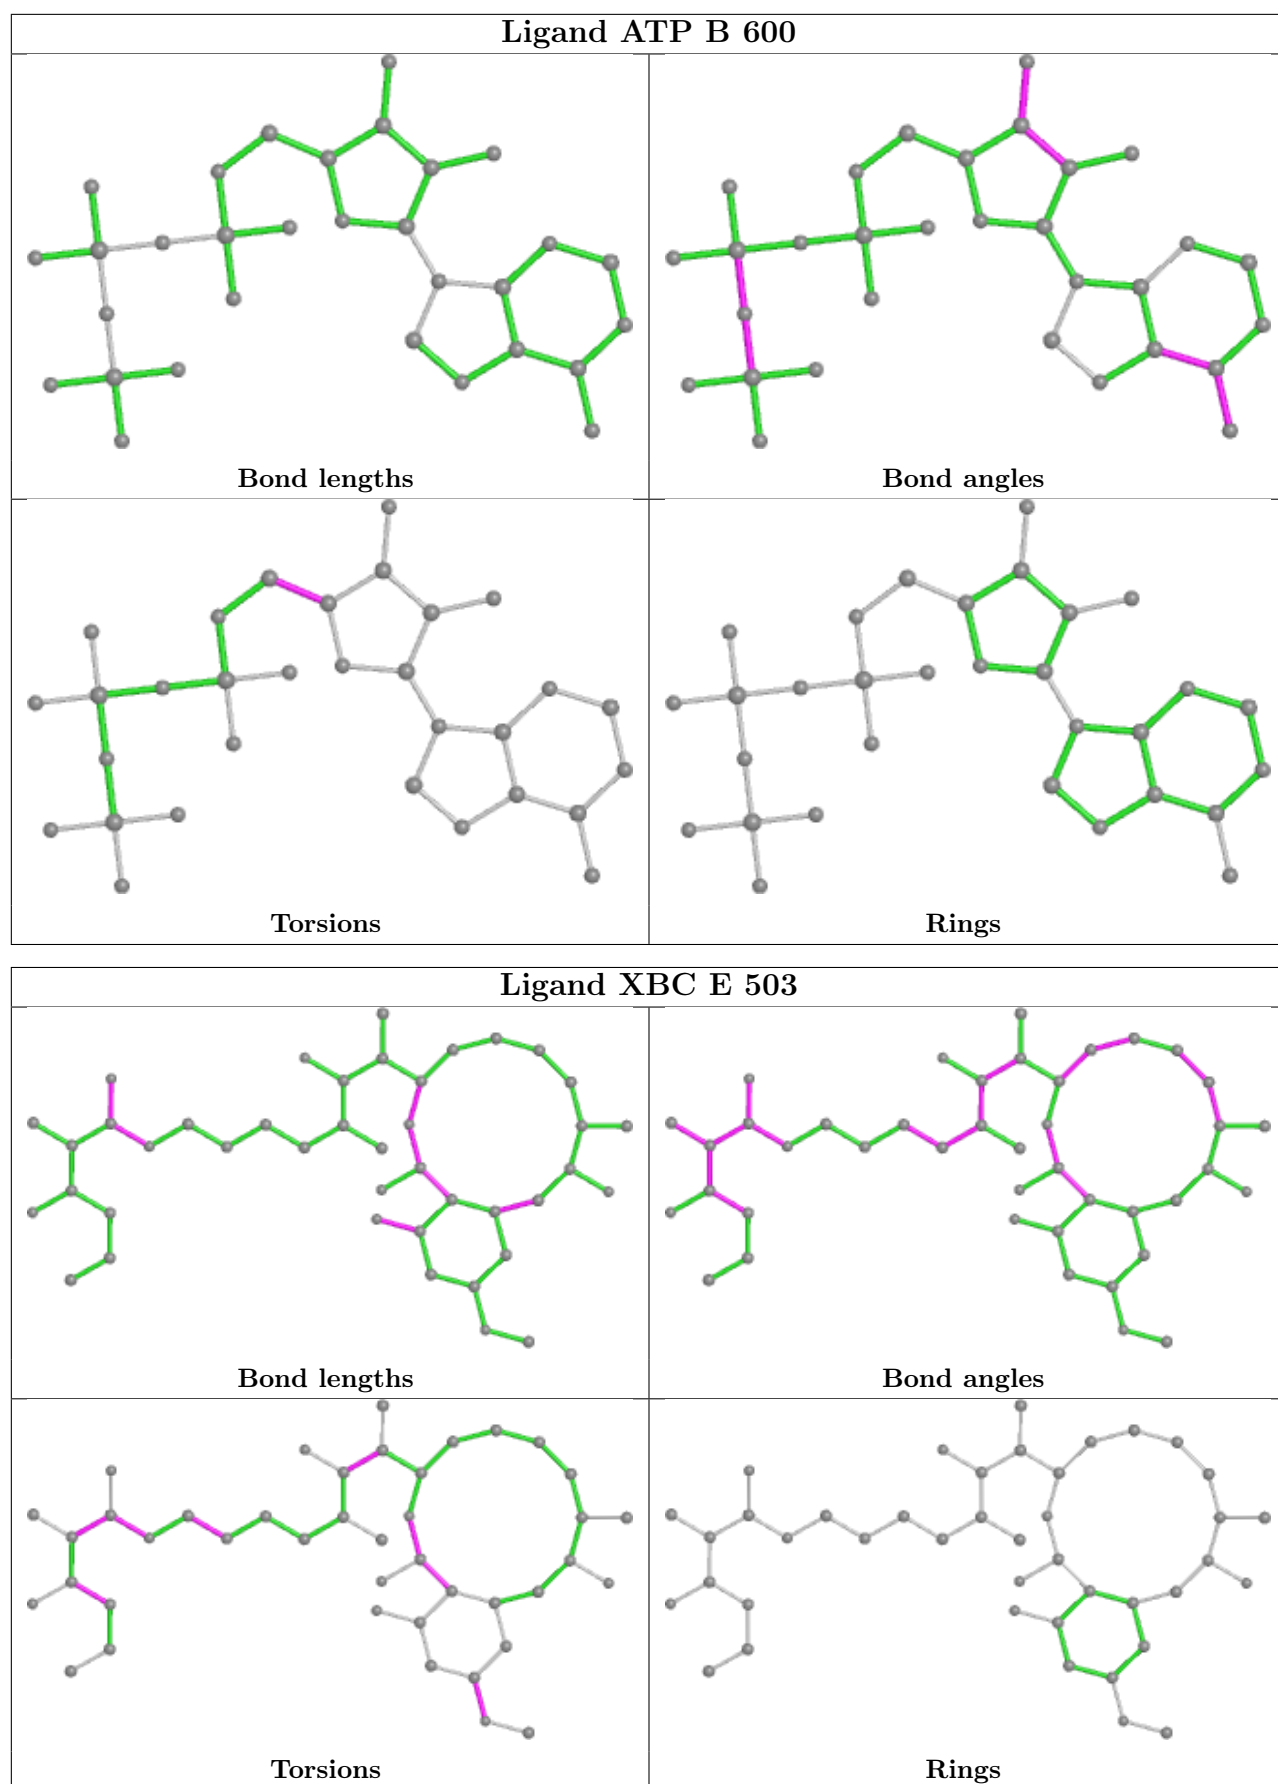 Ligand ATP B 600
Bond lengths
Bond angles
Torsions
Rings
Ligand XBC E 503
Bond lengths
Bond angles
Torsions
Rings